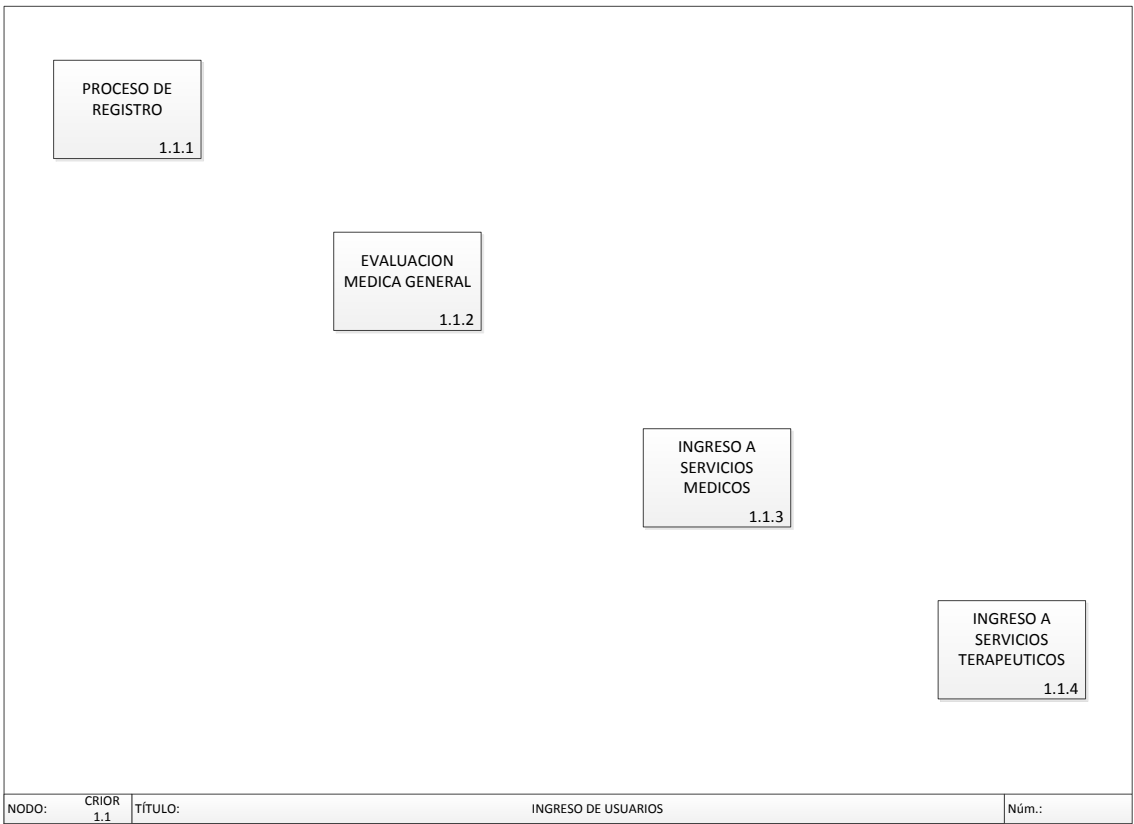 PROCESO DE
REGISTRO
1.1.1
EVALUACION
MEDICA GENERAL
1.1.2
INGRESO A
SERVICIOS
MEDICOS
1.1.3
INGRESO A
SERVICIOS
TERAPEUTICOS
1.1.4
NODO:
CRIOR
1.1
TÍTULO:
INGRESO DE USUARIOS
Núm.: